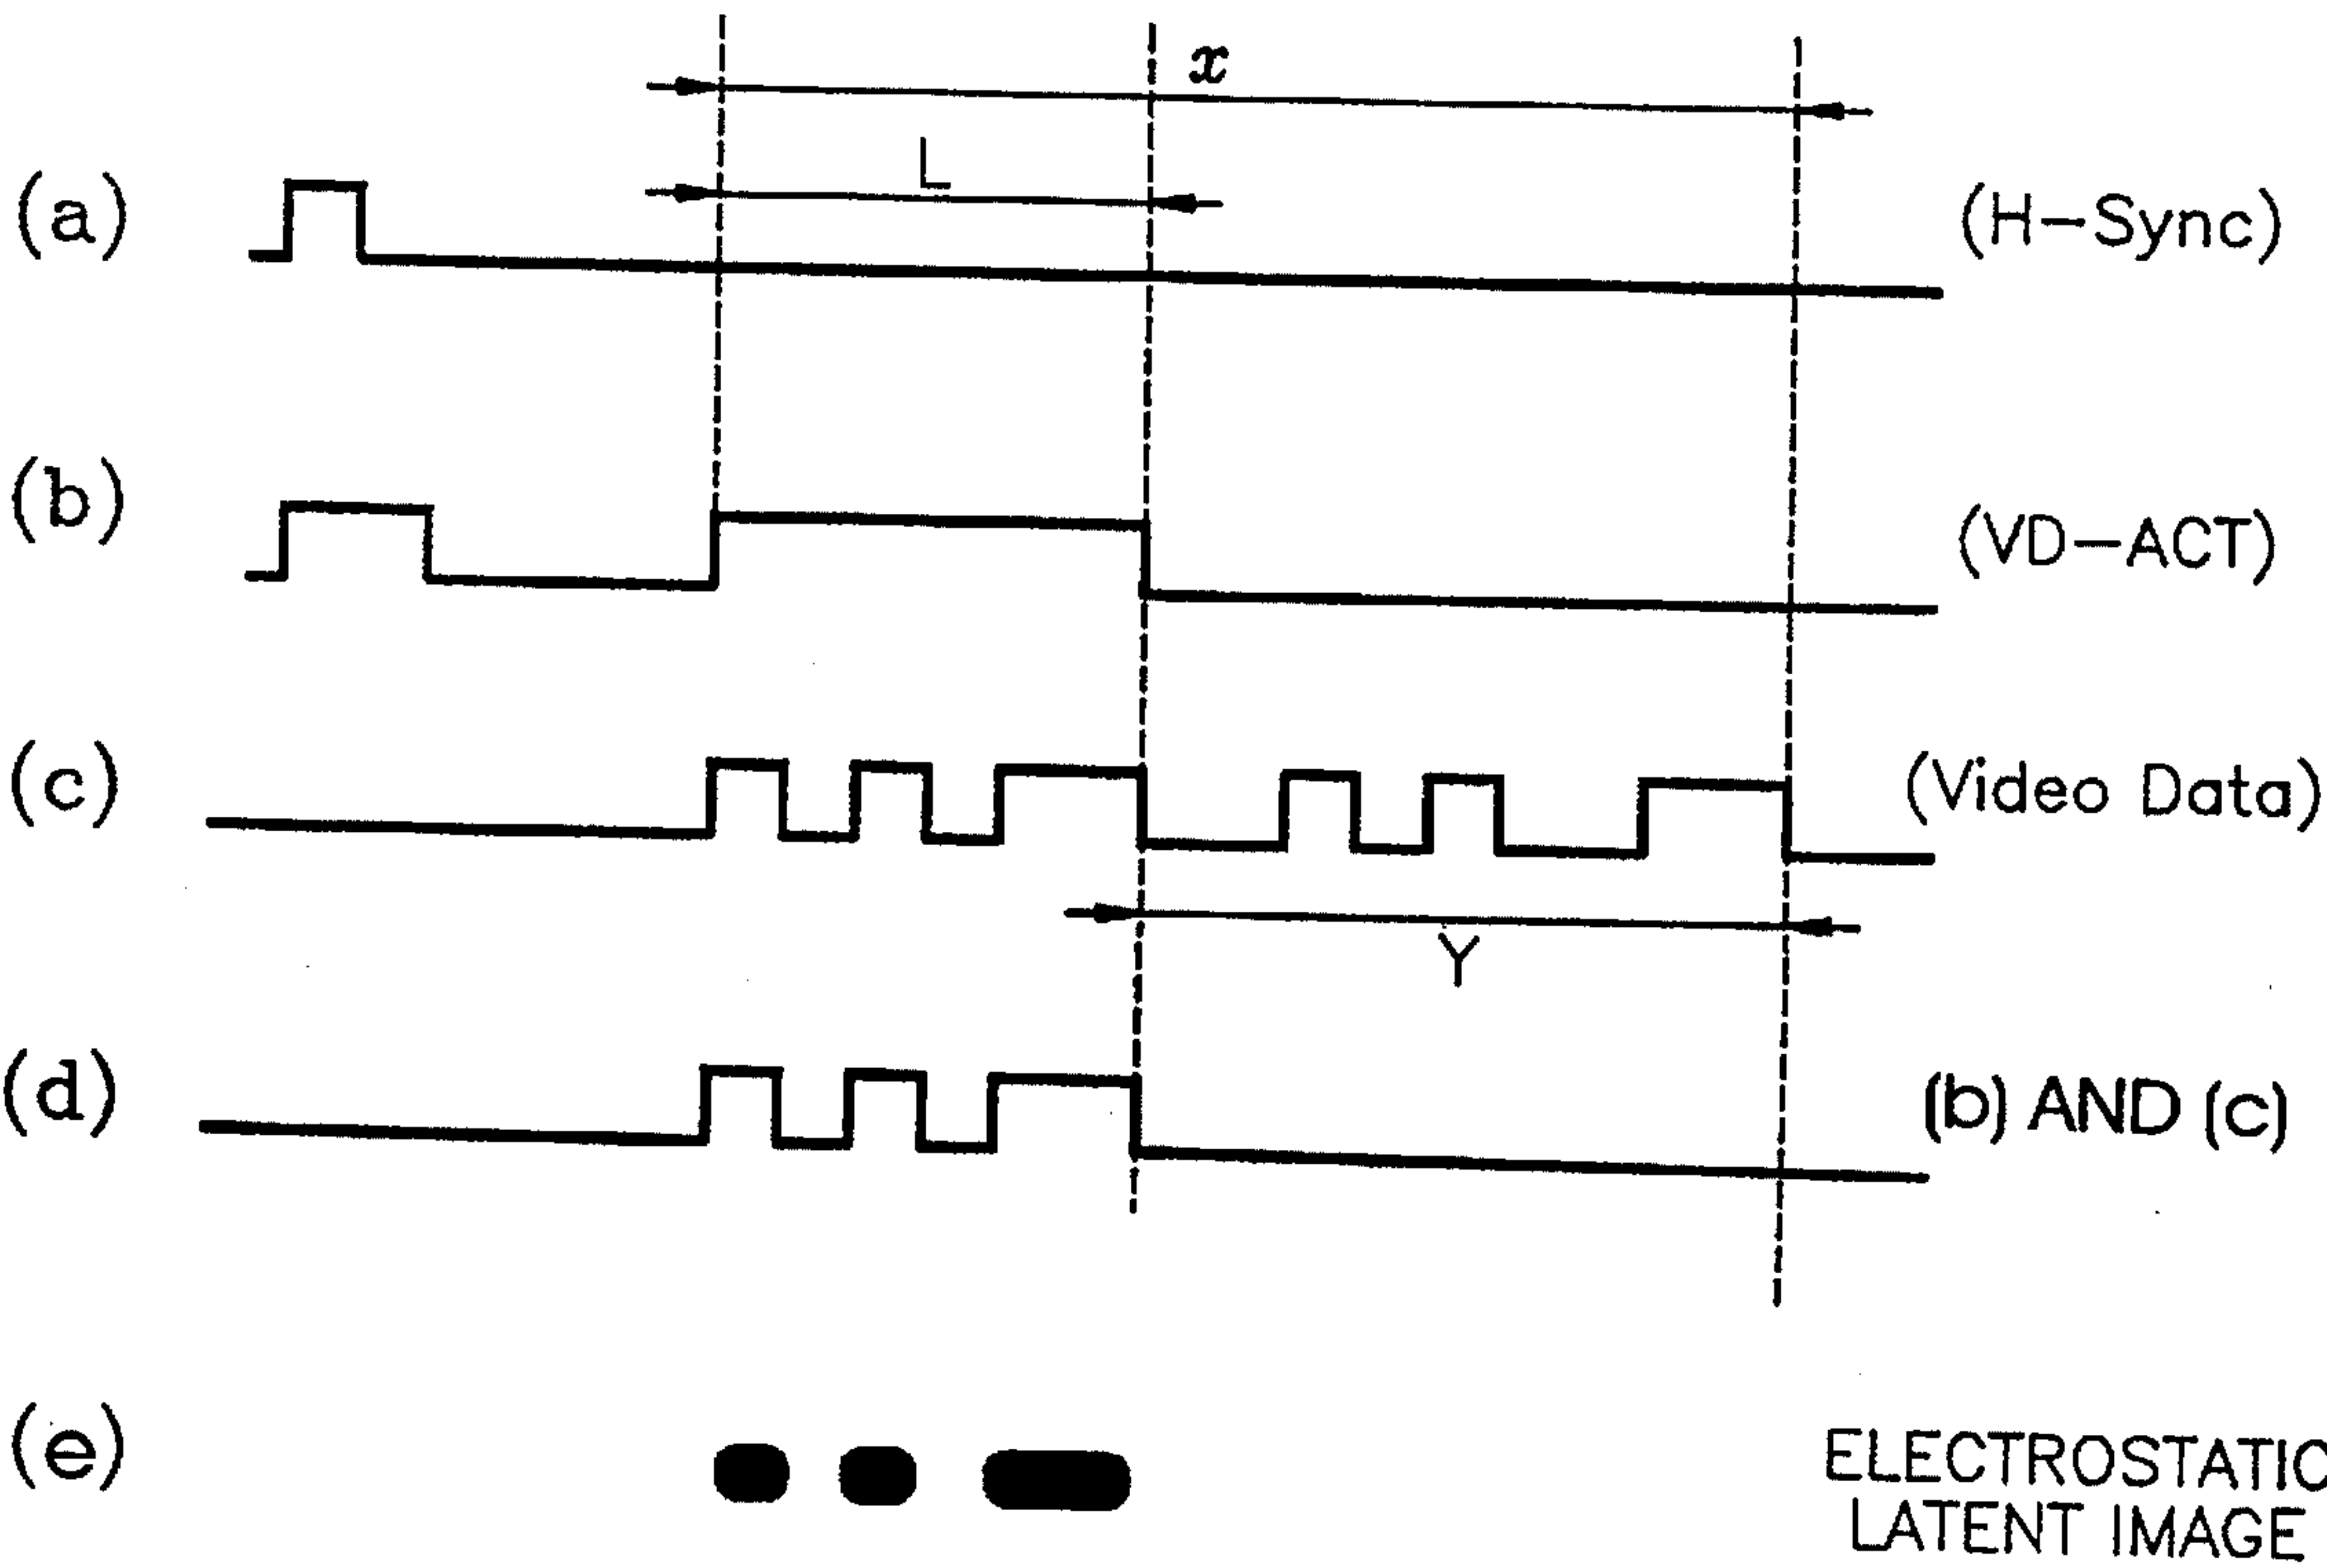 x
L
(a) (H-Sync)
(b) (VD-ACT)
(c) (Video Data)
Y
(d) (b) AND (c)
(e) ELECTROSTATIC
LATENT IMAGE